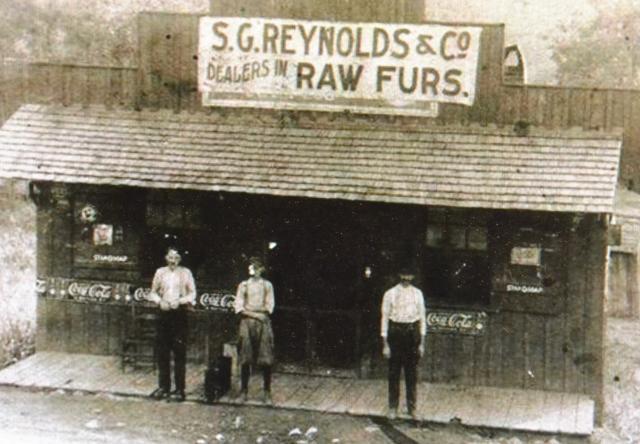 S.G.REYNOLDS & Co
DEALERS IN RAW FURS.
Coca-Cola
Coca-Cola
Coca-Cola